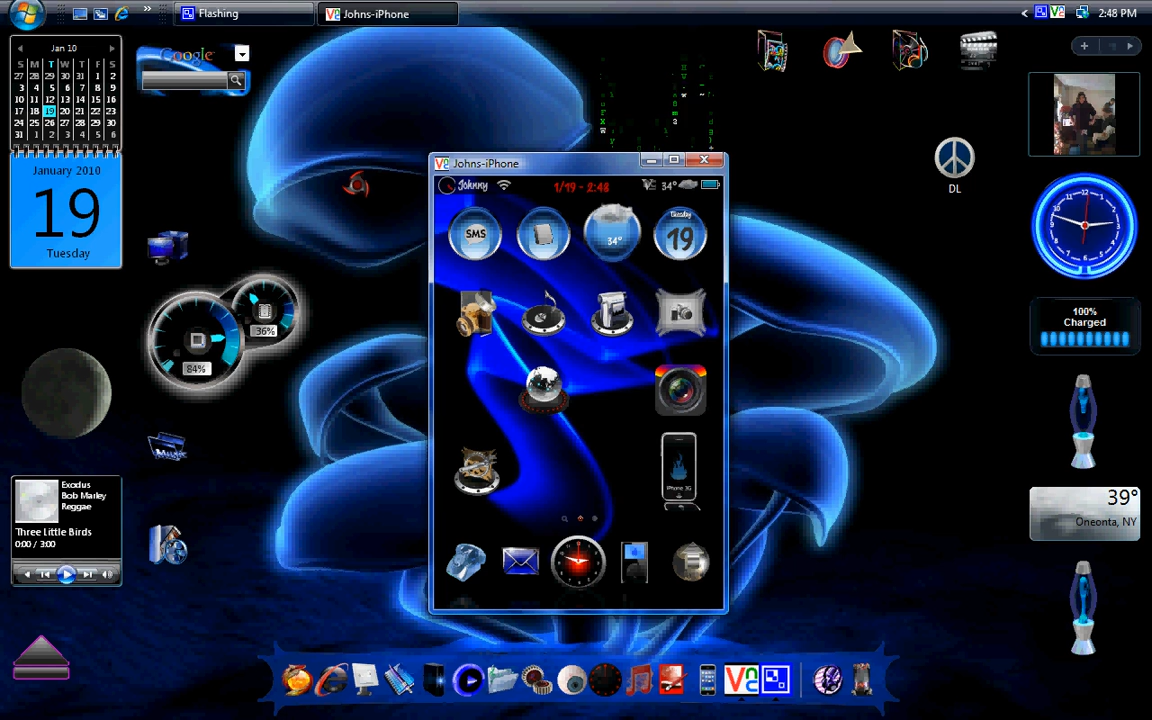 Flashing
Johns-iPhone
2:48 PM
Jan 10
S M T W T F S
27 28 29 30 31 1 2
3 4 5 6 7 8 9
10 11 12 13 14 15 16
17 18 19 20 21 22 23
24 25 26 27 28 29 30
31 1 2 3 4 5 6
January 2010
19
Tuesday
Google
36%
84%
Exodus
Bob Marley
Reggae
Three Little Birds
0:00 / 3:00
Johns-iPhone
Johnny
1/19 - 2:48
34°
SMS
34°
Tuesday
19
iPhone 3G
DL
12
100%
Charged
39°
Oneonta, NY